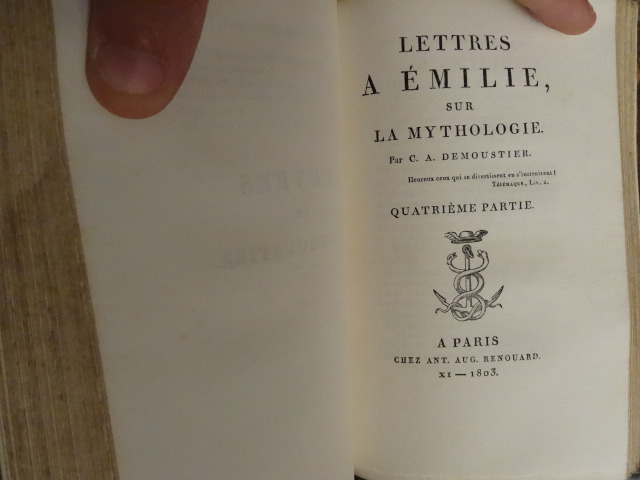 LETTRES
A ÉMILIE,
SUR
LA MYTHOLOGIE.
Par C. A. DEMOUSTIER.
Heureux ceux qui se divertissent en s'instruisant!
TÉLÉMAQUE, LIV. 2.
QUATRIÈME PARTIE.
A PARIS
CHEZ ANT. AUG. RENOUARD.
XI — 1803.